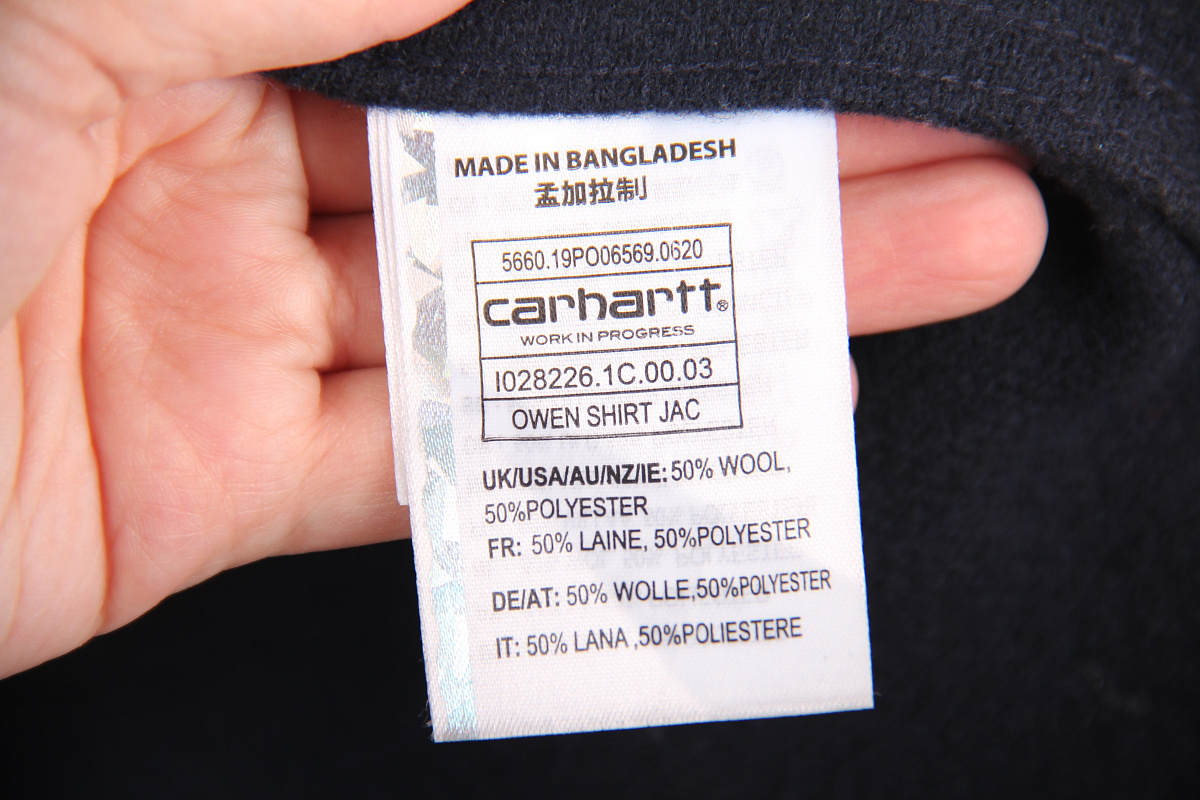 MADE IN BANGLADESH
孟加拉制
5660.19PO06569.0620
carhartt®
WORK IN PROGRESS
I028226.1C.00.03
OWEN SHIRT JAC
UK/USA/AU/NZ/IE: 50% WOOL,
50%POLYESTER
FR: 50% LAINE, 50%POLYESTER
DE/AT: 50% WOLLE,50%POLYESTER
IT: 50% LANA ,50%POLIESTERE